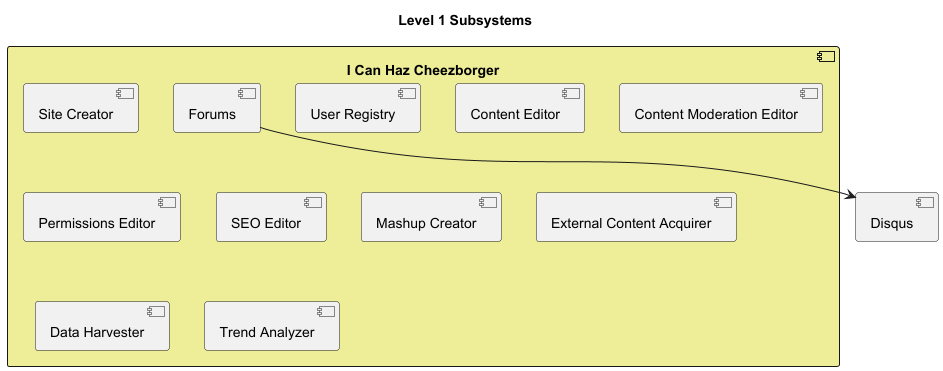 Level 1 Subsystems
I Can Haz Cheezborger
Site Creator
Forums
User Registry
Content Editor
Content Moderation Editor
Permissions Editor
SEO Editor
Mashup Creator
External Content Acquirer
Disqus
Data Harvester
Trend Analyzer